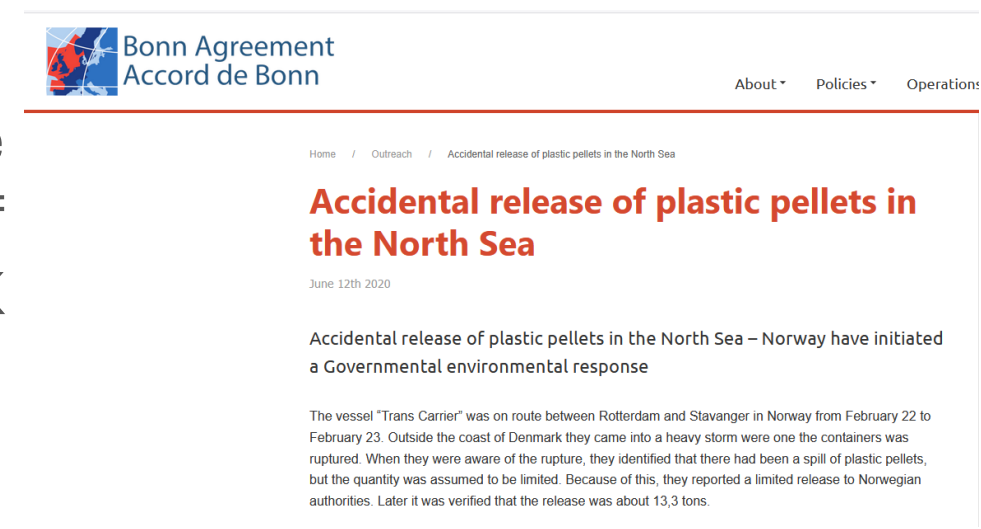 Bonn Agreement
Accord de Bonn
About Policies Operations
Home / Outreach / Accidental release of plastic pellets in the North Sea
Accidental release of plastic pellets in
the North Sea
June 12th 2020
Accidental release of plastic pellets in the North Sea – Norway have initiated
a Governmental environmental response
The vessel “Trans Carrier” was on route between Rotterdam and Stavanger in Norway from February 22 to
February 23. Outside the coast of Denmark they came into a heavy storm were one the containers was
ruptured. When they were aware of the rupture, they identified that there had been a spill of plastic pellets,
but the quantity was assumed to be limited. Because of this, they reported a limited release to Norwegian
authorities. Later it was verified that the release was about 13,3 tons.